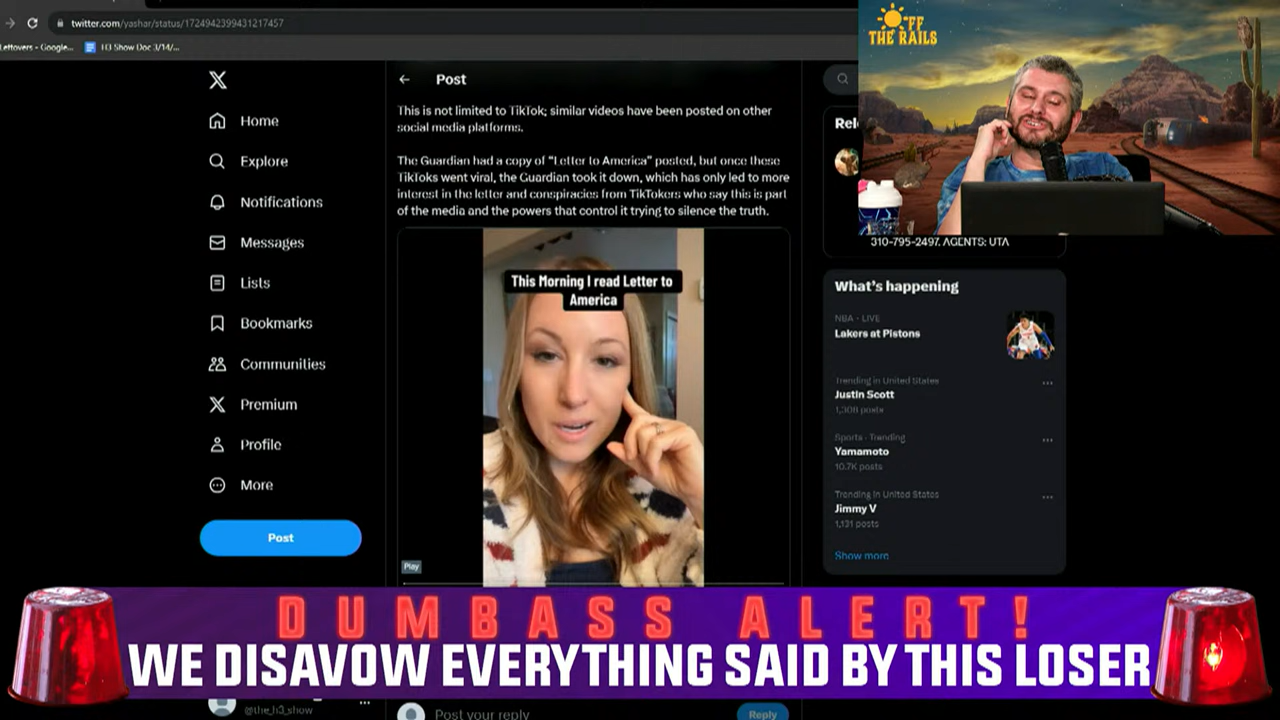 twitter.com/yashar/status/1724942399431217457
Leftovers - Google...
H3 Show Doc 3/14/...
OFF
THE RAILS
X
Home
Explore
Notifications
Messages
Lists
Bookmarks
Communities
Premium
Profile
More
Post
@the_h3_show
Post
This is not limited to TikTok; similar videos have been posted on other
social media platforms.
The Guardian had a copy of “Letter to America” posted, but once these
TikToks went viral, the Guardian took it down, which has only led to more
interest in the letter and conspiracies from TikTokers who say this is part
of the media and the powers that control it trying to silence the truth.
This Morning I read Letter to
America
Play
Post your reply
Reply
Rel
310-795-2497. AGENTS: UTA
What's happening
NBA · LIVE
Lakers at Pistons
Trending in United States
Justin Scott
1,308 posts
Sports · Trending
Yamamoto
10.7K posts
Trending in United States
Jimmy V
1,131 posts
Show more
DUMBASS ALERT!
WE DISAVOW EVERYTHING SAID BY THIS LOSER